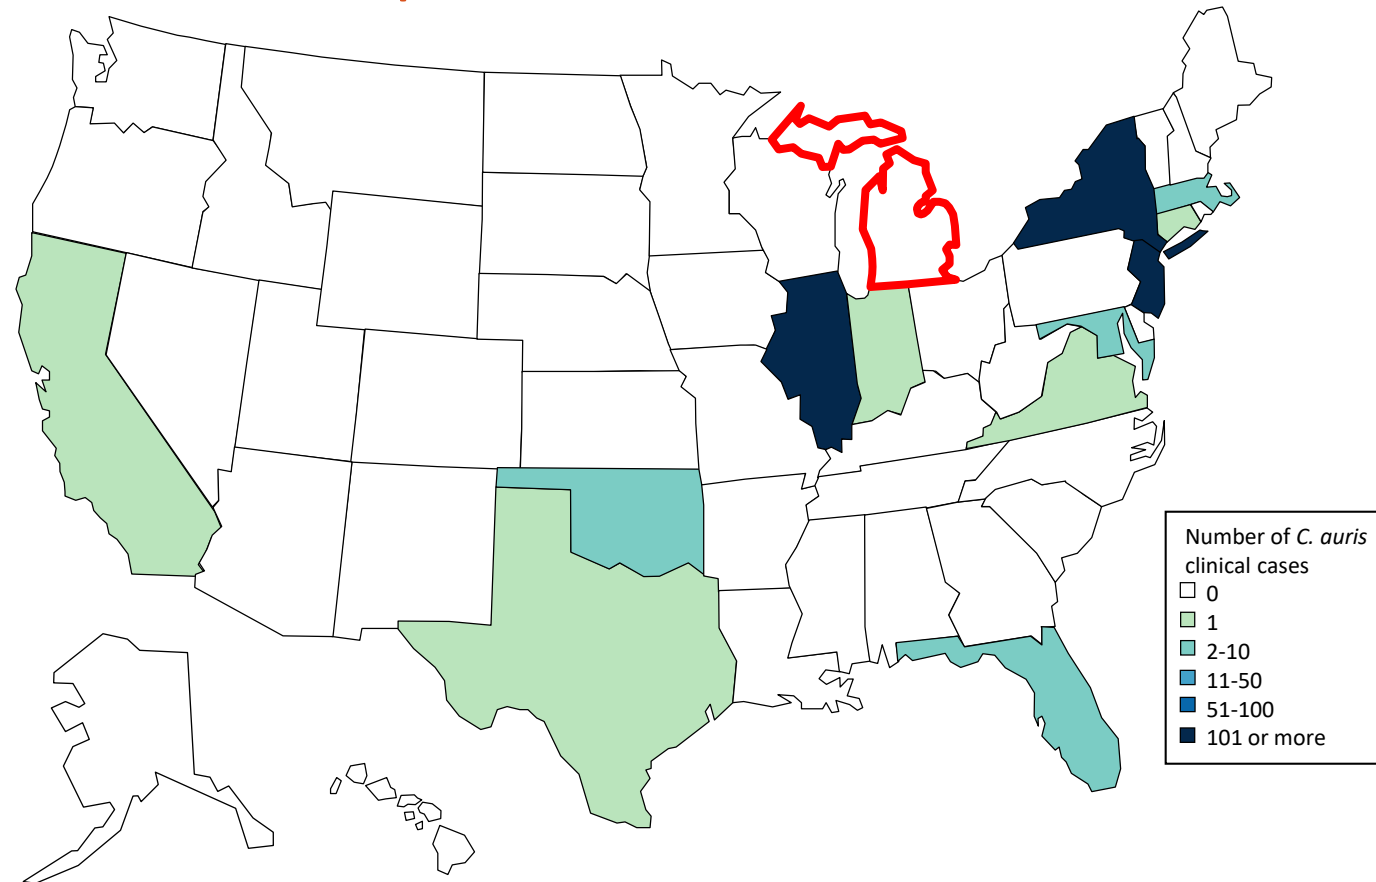 Number of C. auris
clinical cases
0
1
2-10
11-50
51-100
101 or more